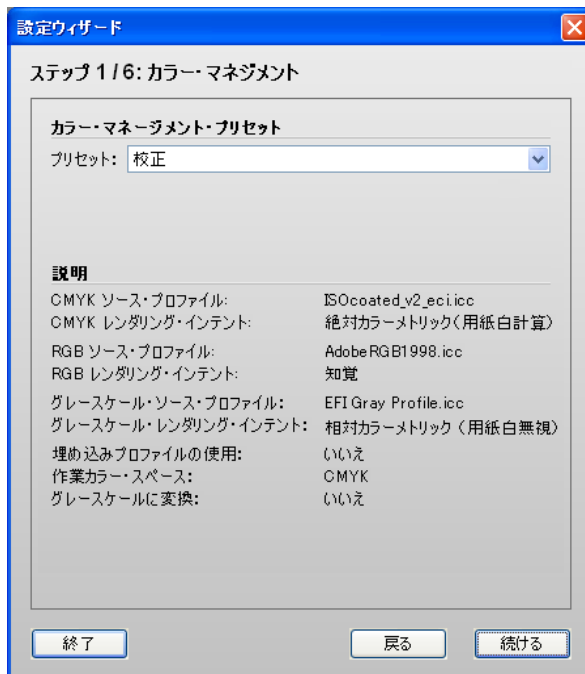 設定ウィザード
ステップ 1 / 6: カラー・マネジメント
カラー・マネージメント・プリセット
プリセット: 校正
説明
CMYK ソース・プロファイル: ISOcoated_v2_eci.icc
CMYK レンダリング・インテント: 絶対カラーメトリック(用紙白計算)
RGB ソース・プロファイル: AdobeRGB1998.icc
RGB レンダリング・インテント: 知覚
グレースケール・ソース・プロファイル: EFI Gray Profile.icc
グレースケール・レンダリング・インテント: 相対カラーメトリック (用紙白無視)
埋め込みプロファイルの使用: いいえ
作業カラー・スペース: CMYK
グレースケールに変換: いいえ
終了 戻る 続ける